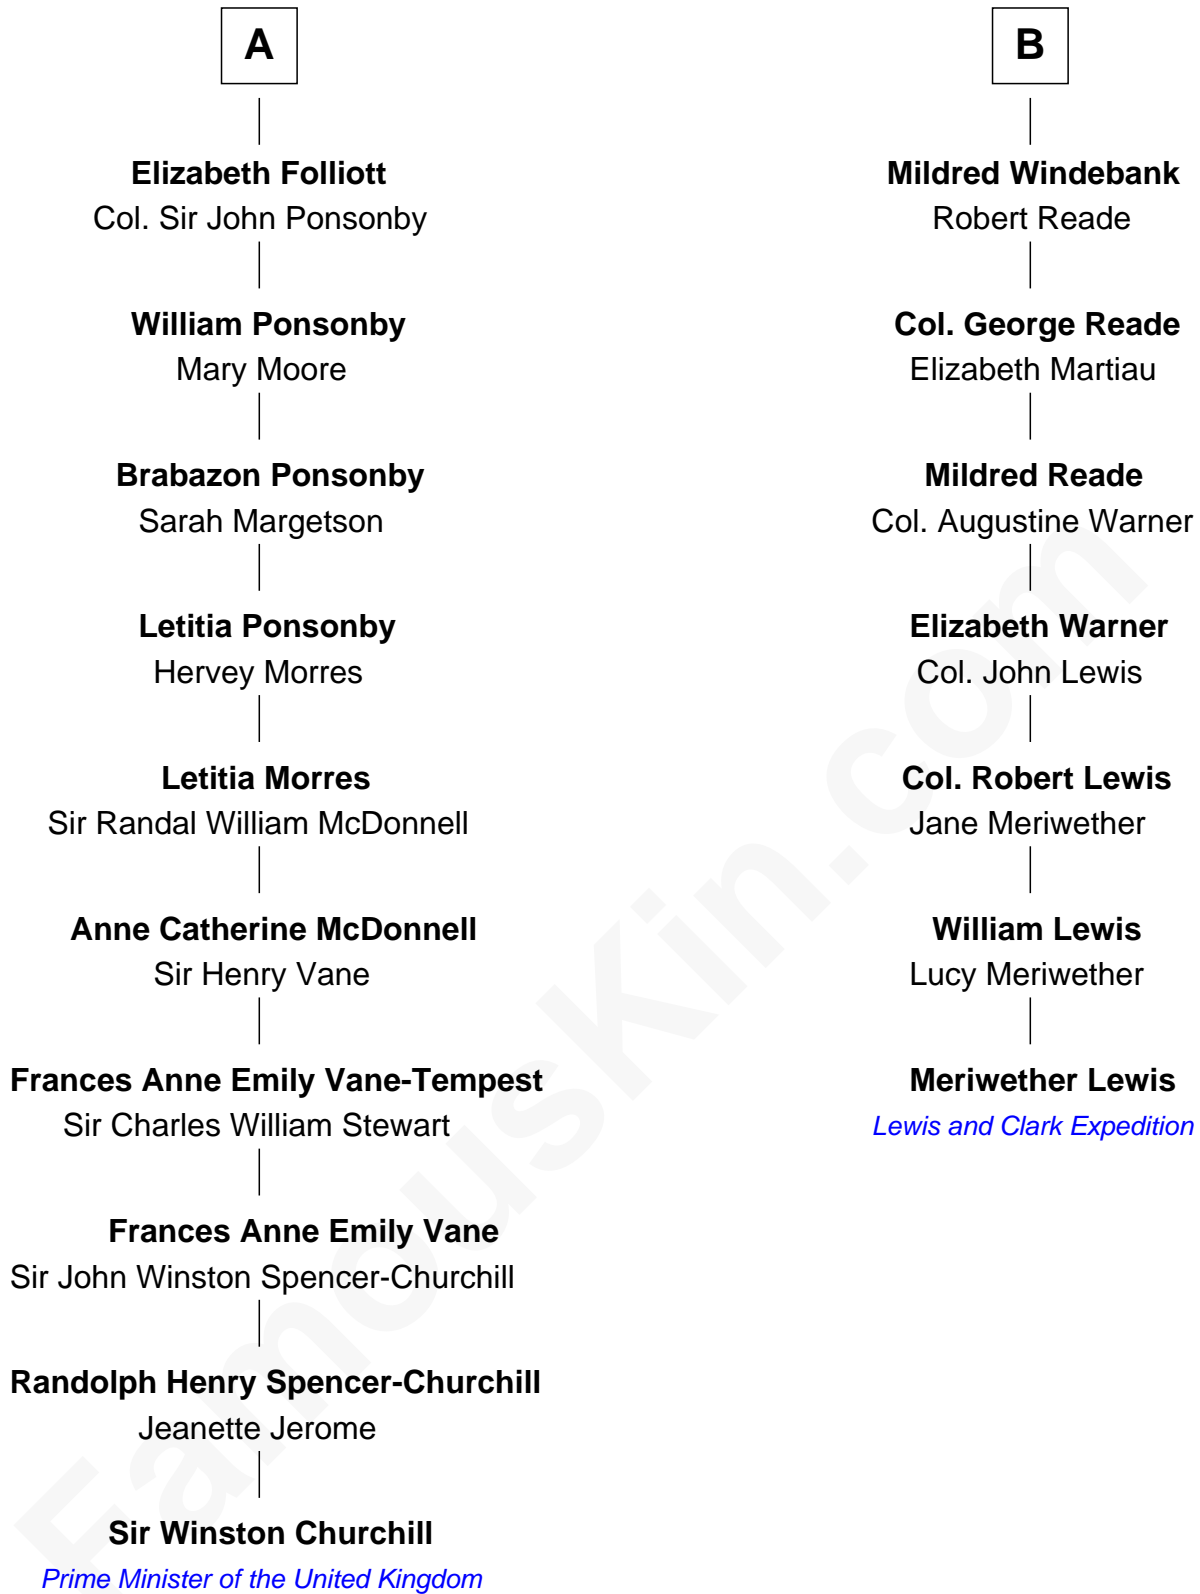 A
Elizabeth Folliott
Col. Sir John Ponsonby
William Ponsonby
Mary Moore
Brabazon Ponsonby
Sarah Margetson
Letitia Ponsonby
Hervey Morres
Letitia Morres
Sir Randal William McDonnell
Anne Catherine McDonnell
Sir Henry Vane
Frances Anne Emily Vane-Tempest
Sir Charles William Stewart
Frances Anne Emily Vane
Sir John Winston Spencer-Churchill
Randolph Henry Spencer-Churchill
Jeanette Jerome
Sir Winston Churchill
Prime Minister of the United Kingdom
B
Mildred Windebank
Robert Reade
Col. George Reade
Elizabeth Martiau
Mildred Reade
Col. Augustine Warner
Elizabeth Warner
Col. John Lewis
Col. Robert Lewis
Jane Meriwether
William Lewis
Lucy Meriwether
Meriwether Lewis
Lewis and Clark Expedition
FamousKin.com